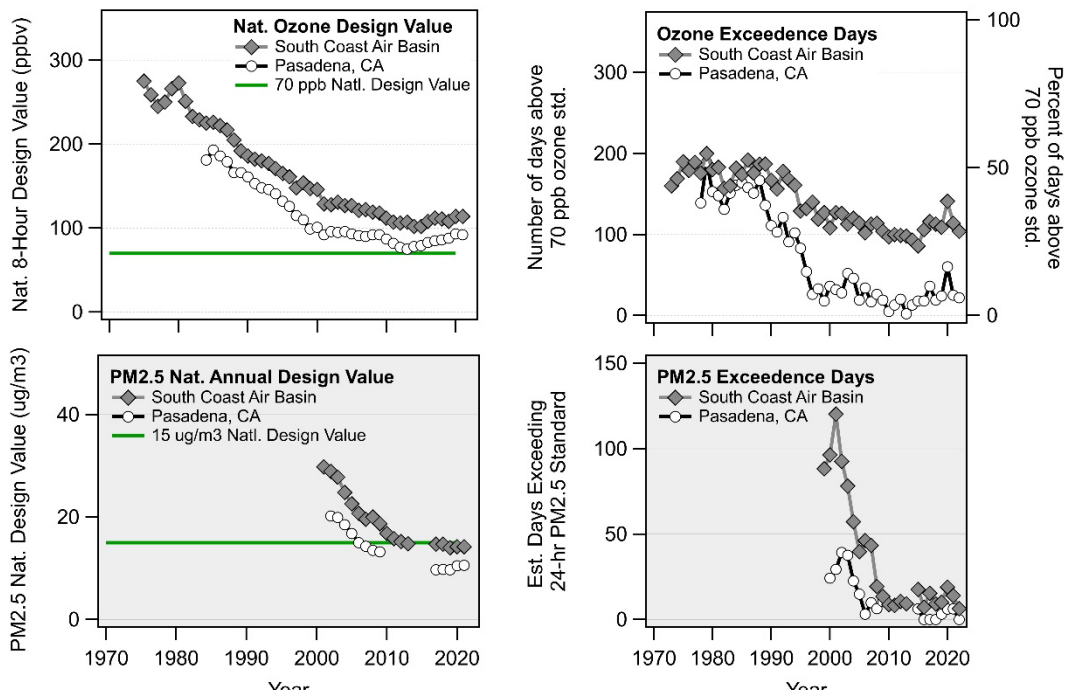 Nat. 8-Hour Design Value (ppbv)
300
200
100
0
Nat. Ozone Design Value
South Coast Air Basin
Pasadena, CA
70 ppb Natl. Design Value
Number of days above
70 ppb ozone std.
300
200
100
0
Ozone Exceedence Days
South Coast Air Basin
Pasadena, CA
100
50
0
Percent of days above
70 ppb ozone std.
PM2.5 Nat. Design Value (ug/m3)
40
20
0
PM2.5 Nat. Annual Design Value
South Coast Air Basin
Pasadena, CA
15 ug/m3 Natl. Design Value
1970 1980 1990 2000 2010 2020
Year
Est. Days Exceeding
24-hr PM2.5 Standard
150
100
50
0
PM2.5 Exceedence Days
South Coast Air Basin
Pasadena, CA
1970 1980 1990 2000 2010 2020
Year